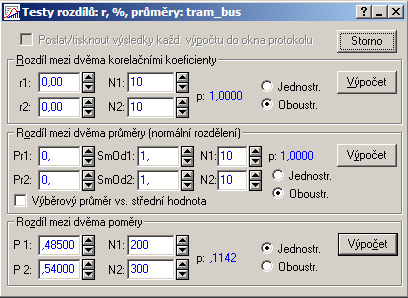 Testy rozdílů: r, %, průměry: tram_bus
Poslat/tisknout výsledky každ. výpočtu do okna protokolu
Storno
Rozdíl mezi dvěma korelačními koeficienty
r1: 0,00 N1: 10
r2: 0,00 N2: 10
p: 1,0000
Jednostr.
Oboustr.
Výpočet
Rozdíl mezi dvěma průměry (normální rozdělení)
Pr1: 0, SmOd1: 1, N1: 10 p: 1,0000
Pr2: 0, SmOd2: 1, N2: 10
Jednostr.
Oboustr.
Výpočet
Výběrový průměr vs. střední hodnota
Rozdíl mezi dvěma poměry
P 1: ,48500 N1: 200
P 2: ,54000 N2: 300
p: ,1142
Jednostr.
Oboustr.
Výpočet